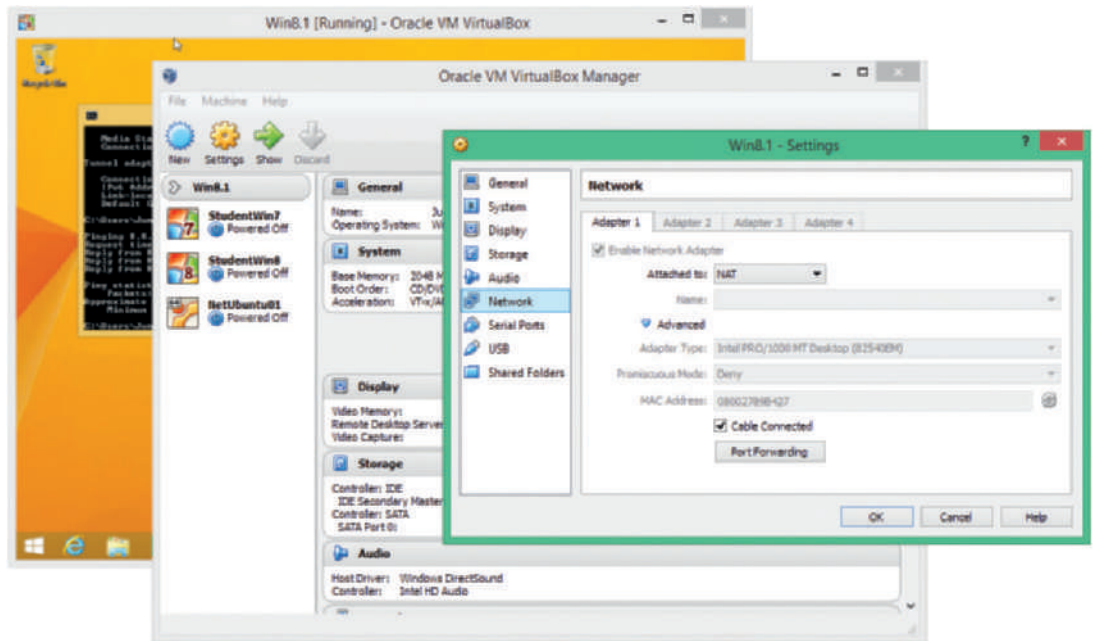 Win8.1 [Running] - Oracle VM VirtualBox
Oracle VM VirtualBox Manager
File Machine Help
New Settings Show Discard
Win8.1
StudentWin7
Powered Off
StudentWin8
Powered Off
NetUbuntu01
Powered Off
General
Name:
Operating System:
System
Base Memory: 2048 M
Boot Order: CD/DV
Acceleration: VT-x/A
Display
Video Memory:
Remote Desktop Server
Video Capture:
Storage
Controller: IDE
IDE Secondary Master
Controller: SATA
SATA Port 0:
Audio
Host Driver: Windows DirectSound
Controller: Intel HD Audio
Win8.1 - Settings
General
System
Display
Storage
Audio
Network
Serial Ports
USB
Shared Folders
Network
Adapter 1 Adapter 2 Adapter 3 Adapter 4
Enable Network Adapter
Attached to: NAT
Name:
Advanced
Adapter Type: Intel PRO/1000 MT Desktop (82540EM)
Promiscuous Mode: Deny
MAC Address:
Cable Connected
Port Forwarding
OK Cancel Help